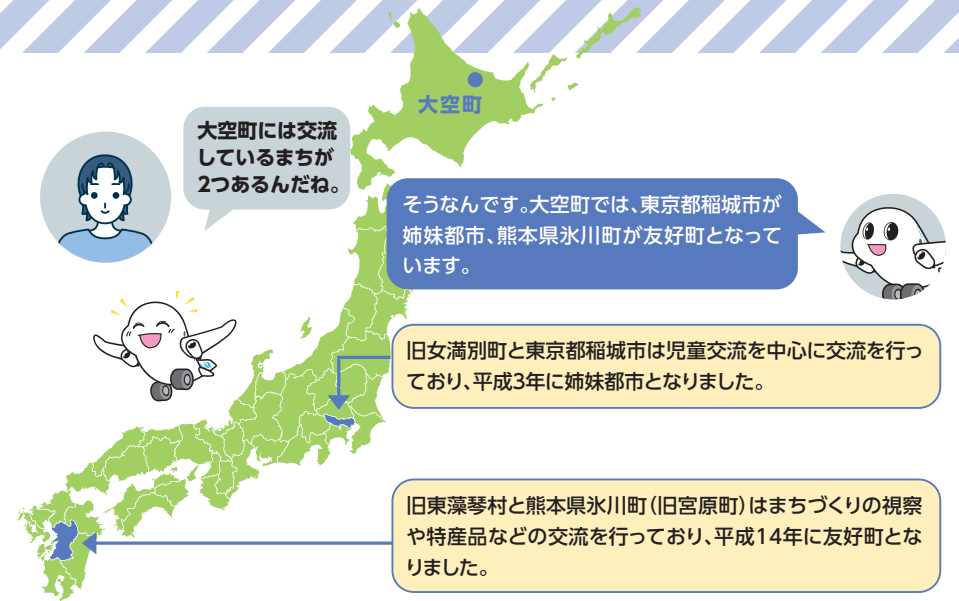 大空町
大空町には交流
しているまちが
2つあるんだね。
そうなんです。大空町では、東京都稲城市が
姉妹都市、熊本県氷川町が友好町となって
います。
旧女満別町と東京都稲城市は児童交流を中心に交流を行っ
ており、平成3年に姉妹都市となりました。
旧東藻琴村と熊本県氷川町(旧宮原町)はまちづくりの視察
や特産品などの交流を行っており、平成14年に友好町とな
りました。